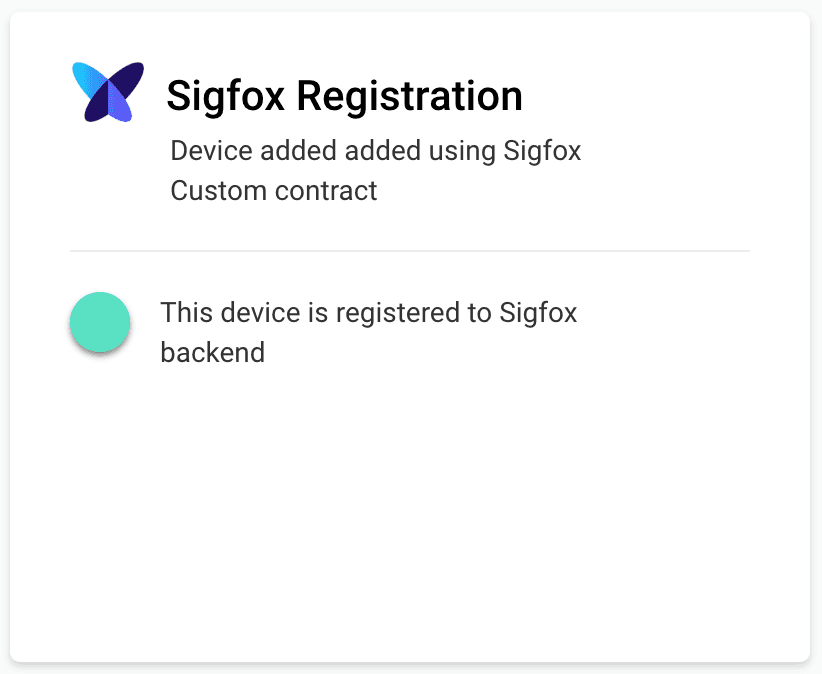 Sigfox Registration
Device added added using Sigfox
Custom contract
This device is registered to Sigfox
backend